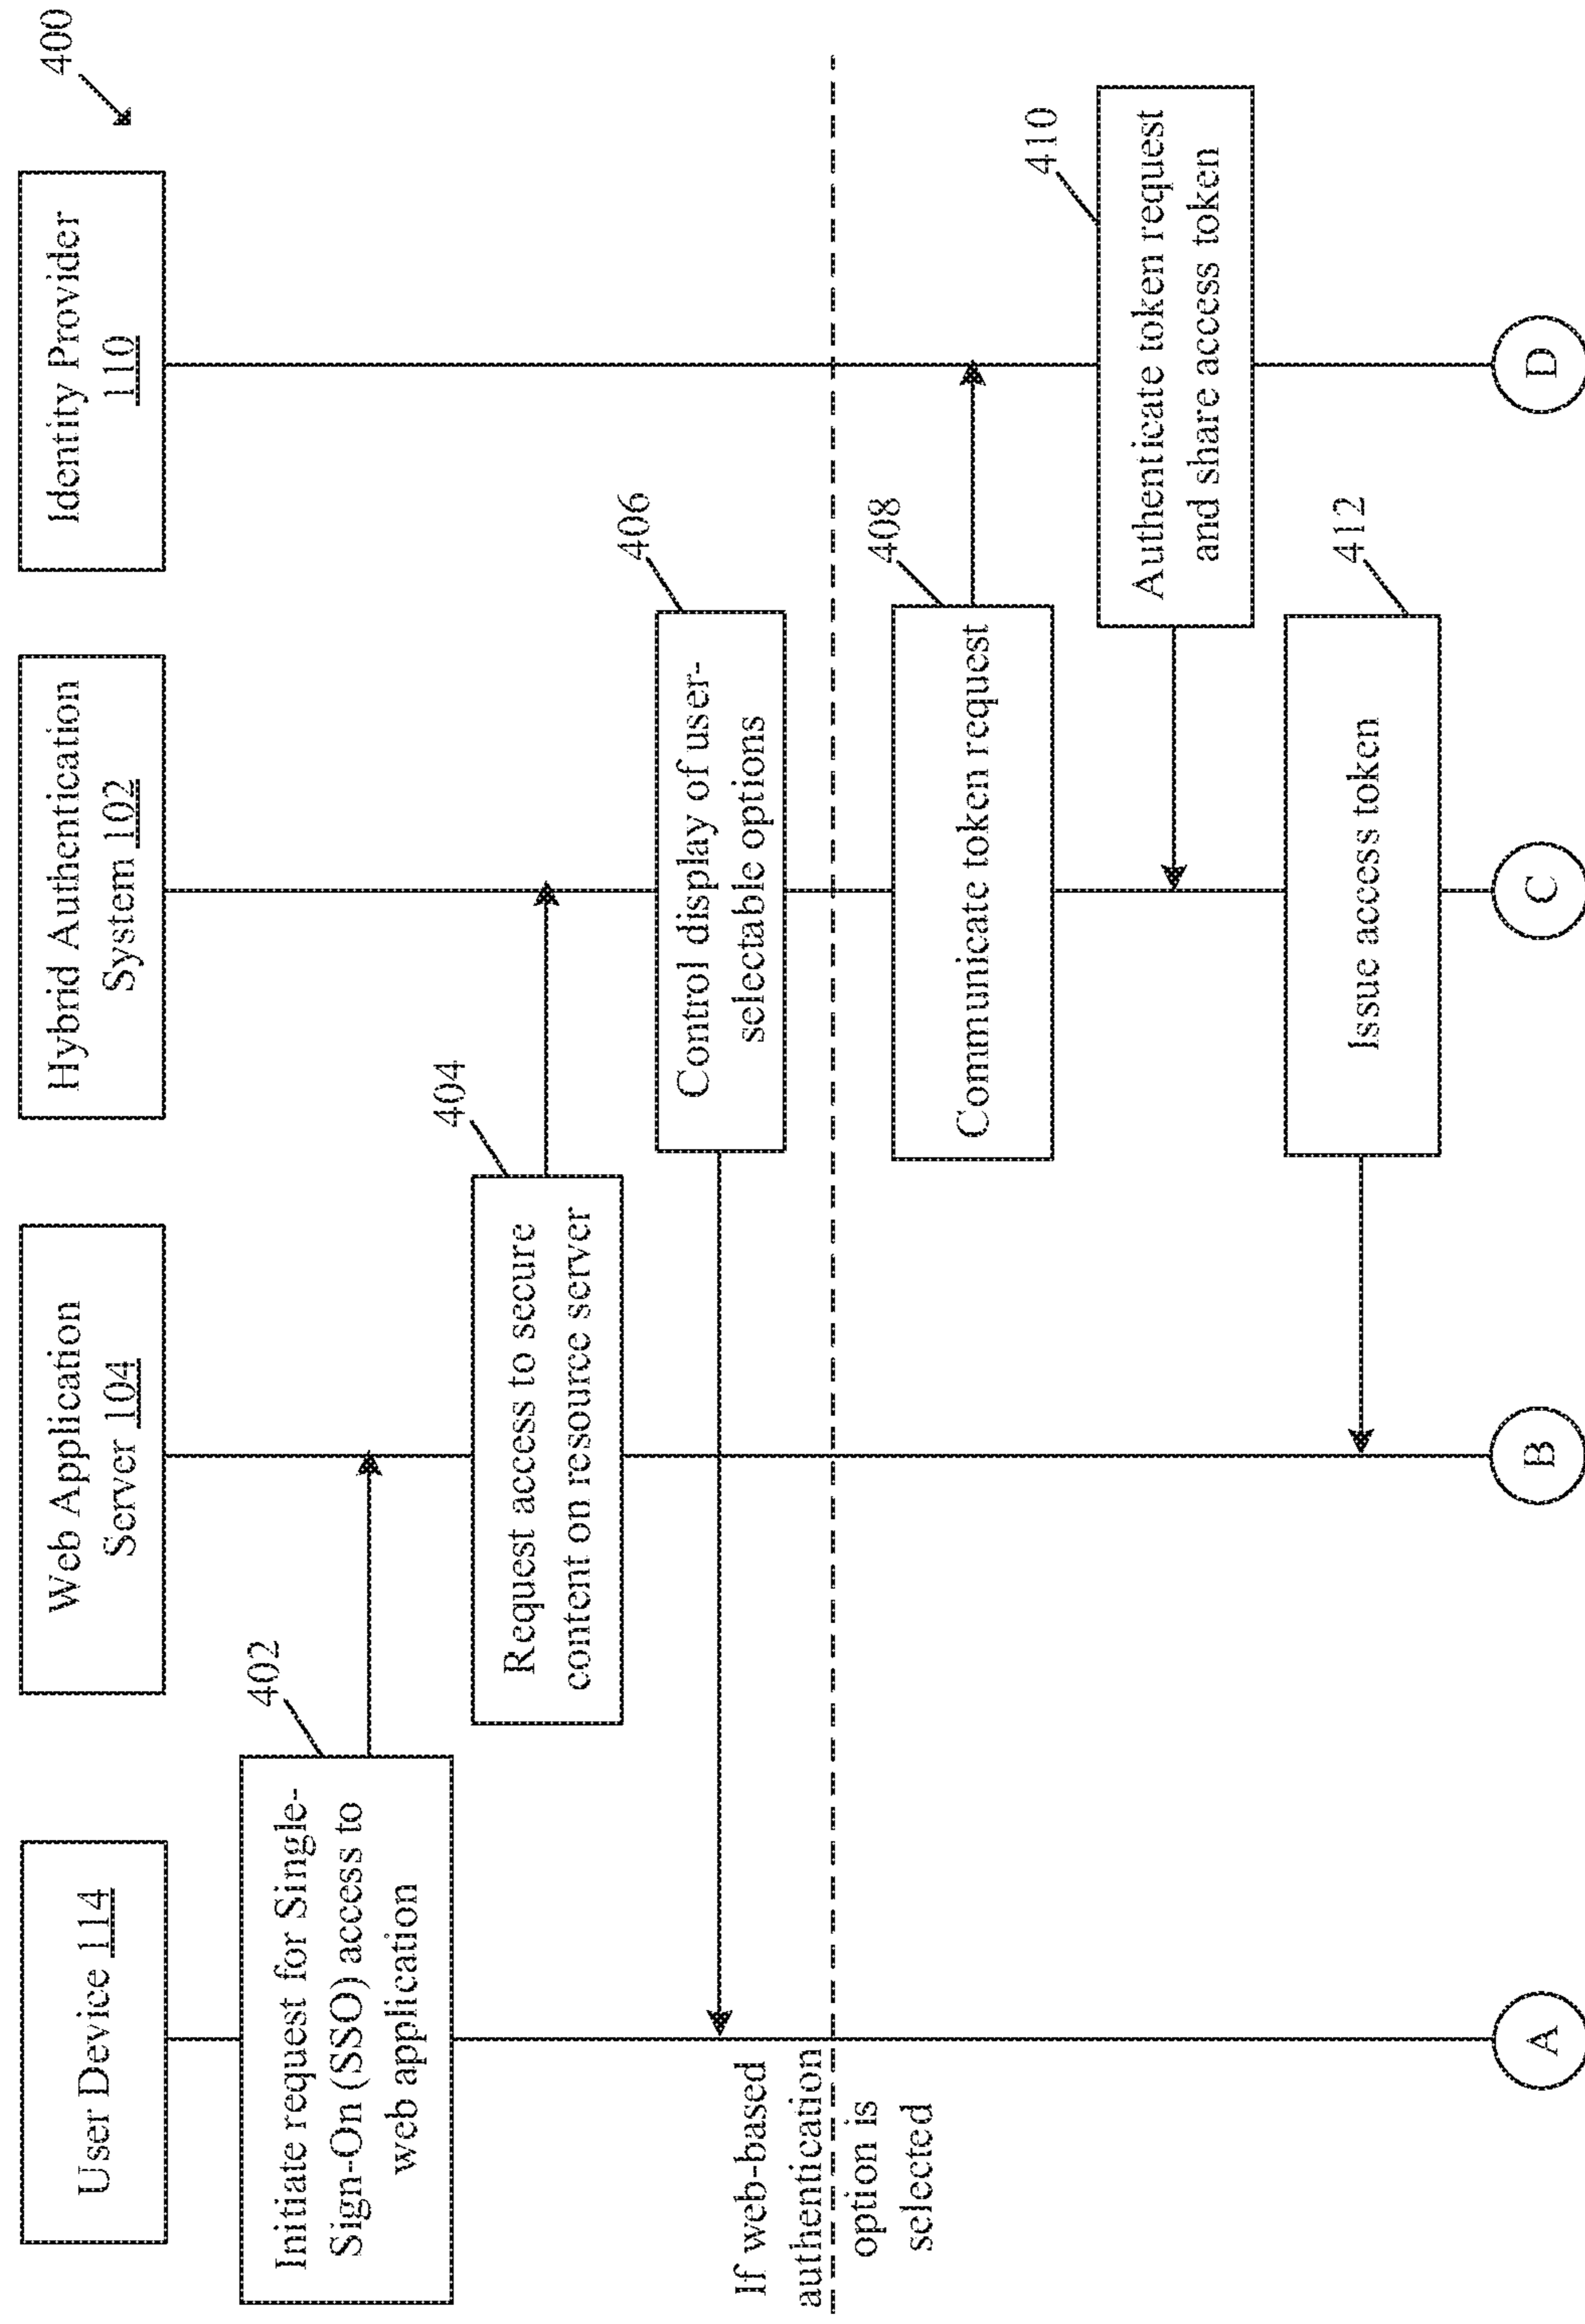 400
User Device 114
Web Application
Server 104
Hybrid Authentication
System 102
Identity Provider
110
402
Initiate request for Single-
Sign-On (SSO) access to
web application
404
Request access to secure
content on resource server
406
Control display of user-
selectable options
If web-based
authentication
option is
selected
408
Communicate token request
410
Authenticate token request
and share access token
412
Issue access token
A
B
C
D